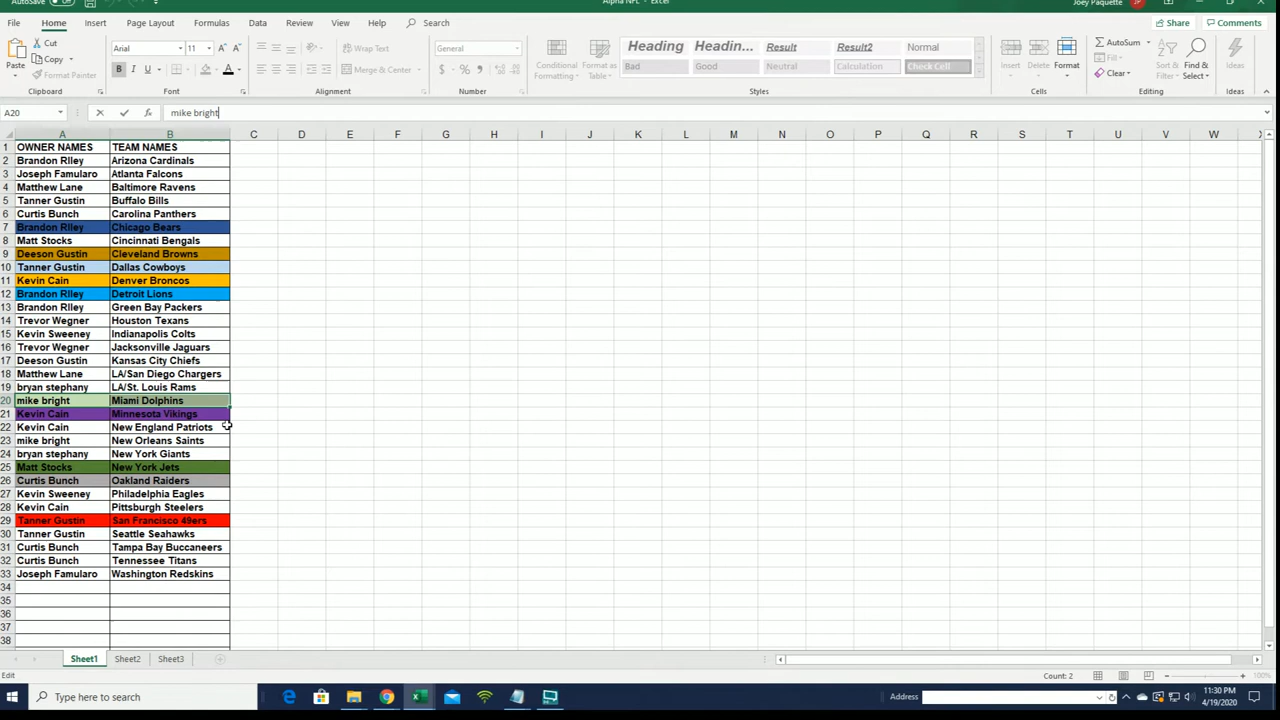 AutoSave Off
Alpha NFL - Excel
Joey Paquette
JP
File Home Insert Page Layout Formulas Data Review View Help Search Share Comments
Cut
Copy
Format Painter
Paste
Arial 11
B I U
Wrap Text
Merge & Center
General
$ % ,
Conditional Formatting
Format as Table
Heading Headin... Result Result2 Normal
Bad Good Neutral Calculation Check Cell
Insert Delete Format
AutoSum
Clear
Sort & Filter
Find & Select
Ideas
Clipboard Font Alignment Number Styles Cells Editing Ideas
A20 fx mike bright
A B C D E F G H I J K L M N O P Q R S T U V W
1 OWNER NAMES TEAM NAMES
2 Brandon RIley Arizona Cardinals
3 Joseph Famularo Atlanta Falcons
4 Matthew Lane Baltimore Ravens
5 Tanner Gustin Buffalo Bills
6 Curtis Bunch Carolina Panthers
7 Brandon RIley Chicago Bears
8 Matt Stocks Cincinnati Bengals
9 Deeson Gustin Cleveland Browns
10 Tanner Gustin Dallas Cowboys
11 Kevin Cain Denver Broncos
12 Brandon RIley Detroit Lions
13 Brandon RIley Green Bay Packers
14 Trevor Wegner Houston Texans
15 Kevin Sweeney Indianapolis Colts
16 Trevor Wegner Jacksonville Jaguars
17 Deeson Gustin Kansas City Chiefs
18 Matthew Lane LA/San Diego Chargers
19 bryan stephany LA/St. Louis Rams
20 mike bright Miami Dolphins
21 Kevin Cain Minnesota Vikings
22 Kevin Cain New England Patriots
23 mike bright New Orleans Saints
24 bryan stephany New York Giants
25 Matt Stocks New York Jets
26 Curtis Bunch Oakland Raiders
27 Kevin Sweeney Philadelphia Eagles
28 Kevin Cain Pittsburgh Steelers
29 Tanner Gustin San Francisco 49ers
30 Tanner Gustin Seattle Seahawks
31 Curtis Bunch Tampa Bay Buccaneers
32 Curtis Bunch Tennessee Titans
33 Joseph Famularo Washington Redskins
34
35
36
37
38
Sheet1 Sheet2 Sheet3
Edit
Count: 2
100%
Type here to search
Address
11:30 PM
4/19/2020